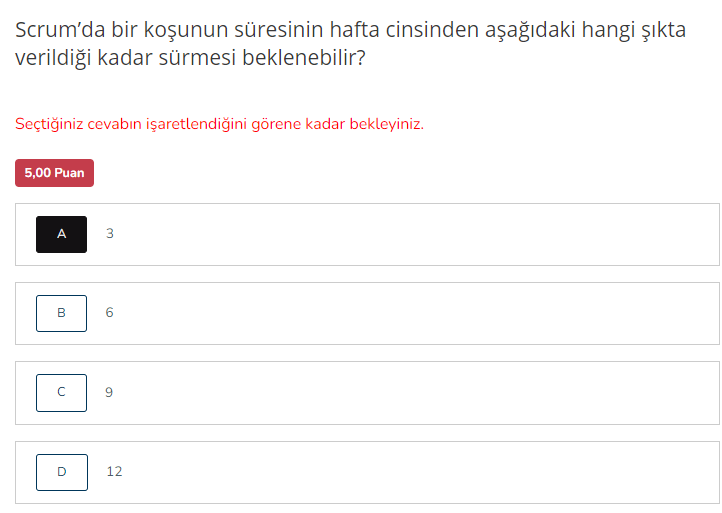 Scrum’da bir koşunun süresinin hafta cinsinden aşağıdaki hangi şıkta
verildiği kadar sürmesi beklenebilir?
Seçtiğiniz cevabın işaretlendiğini görene kadar bekleyiniz.
5,00 Puan
A 3
B 6
C 9
D 12